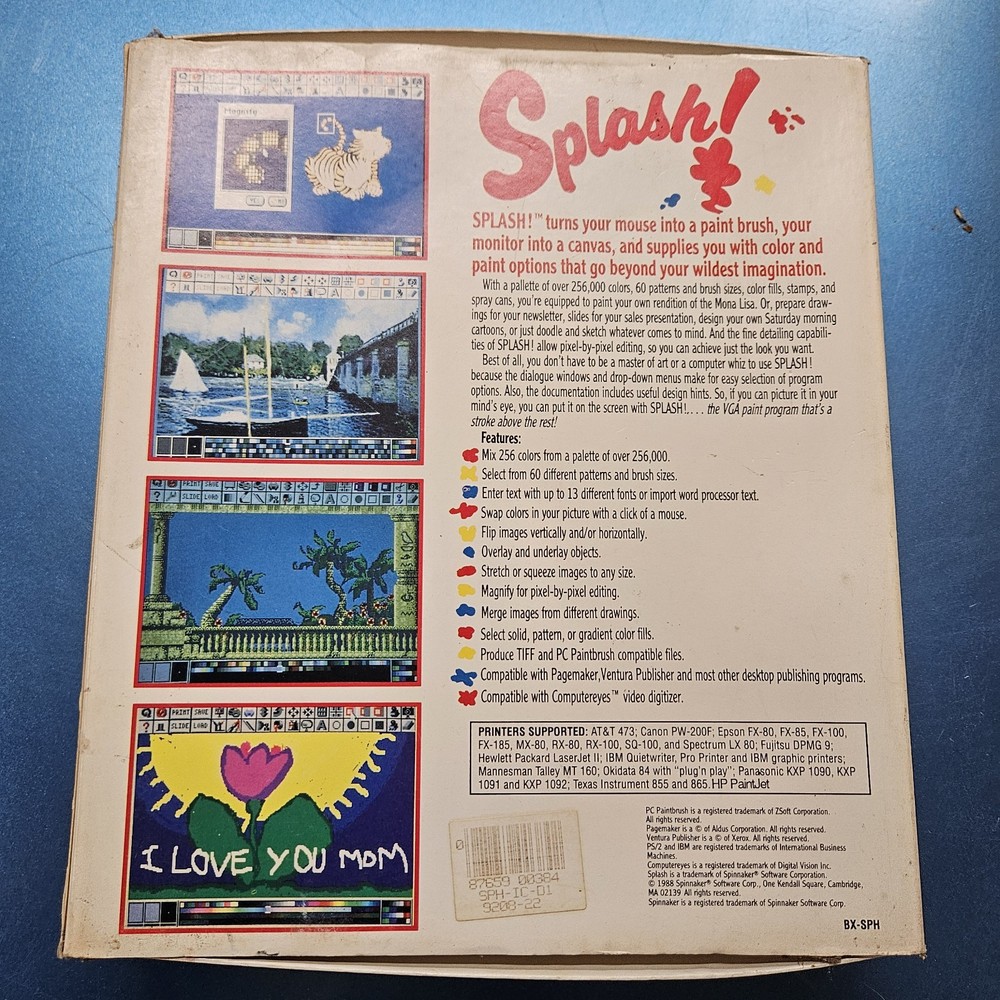 Splash!
SPLASH!™ turns your mouse into a paint brush, your
monitor into a canvas, and supplies you with color and
paint options that go beyond your wildest imagination.
With a pallette of over 256,000 colors, 60 patterns and brush sizes, color fills, stamps, and
spray cans, you're equipped to paint your own rendition of the Mona Lisa. Or, prepare draw-
ings for your newsletter, slides for your sales presentation, design your own Saturday morning
cartoons, or just doodle and sketch whatever comes to mind. And the fine detailing capabili-
ties of SPLASH! allow pixel-by-pixel editing, so you can achieve just the look you want.
Best of all, you don't have to be a master of art or a computer whiz to use SPLASH!
because the dialogue windows and drop-down menus make for easy selection of program
options. Also, the documentation includes useful design hints. So, if you can picture it in your
mind's eye, you can put it on the screen with SPLASH!.... the VGA paint program that's a
stroke above the rest!
Features:
Mix 256 colors from a palette of over 256,000.
Select from 60 different patterns and brush sizes.
Enter text with up to 13 different fonts or import word processor text.
Swap colors in your picture with a click of a mouse.
Flip images vertically and/or horizontally.
Overlay and underlay objects.
Stretch or squeeze images to any size.
Magnify for pixel-by-pixel editing.
Merge images from different drawings.
Select solid, pattern, or gradient color fills.
Produce TIFF and PC Paintbrush compatible files.
Compatible with Pagemaker, Ventura Publisher and most other desktop publishing programs.
Compatible with Computereyes™ video digitizer.
PRINTERS SUPPORTED: AT&T 473; Canon PW-200F; Epson FX-80, FX-85, FX-100,
FX-185, MX-80, RX-80, RX-100, SQ-100, and Spectrum LX 80; Fujitsu DPMG 9;
Hewlett Packard LaserJet II; IBM Quietwriter, Pro Printer and IBM graphic printers;
Mannesman Talley MT 160; Okidata 84 with "plug'n play"; Panasonic KXP 1090, KXP
1091 and KXP 1092; Texas Instrument 855 and 865. HP PaintJet
PC Paintbrush is a registered trademark of ZSoft Corporation.
All rights reserved.
Pagemaker is a © of Aldus Corporation. All rights reserved.
Ventura Publisher is a © of Xerox. All rights reserved.
PS/2 and IBM are registered trademarks of International Business
Machines.
Computereyes is a registered trademark of Digital Vision Inc.
Splash is a trademark of Spinnaker® Software Corporation.
© 1988 Spinnaker® Software Corp., One Kendall Square, Cambridge,
MA 02139 All rights reserved.
Spinnaker is a registered trademark of Spinnaker Software Corp.
BX-SPH
0
87659 00384
SPH-IC-D1
9208-22
Magnify
PRINT SAVE
SLIDE LOAD
PRINT SAVE
SLIDE LOAD
I LOVE YOU MOM